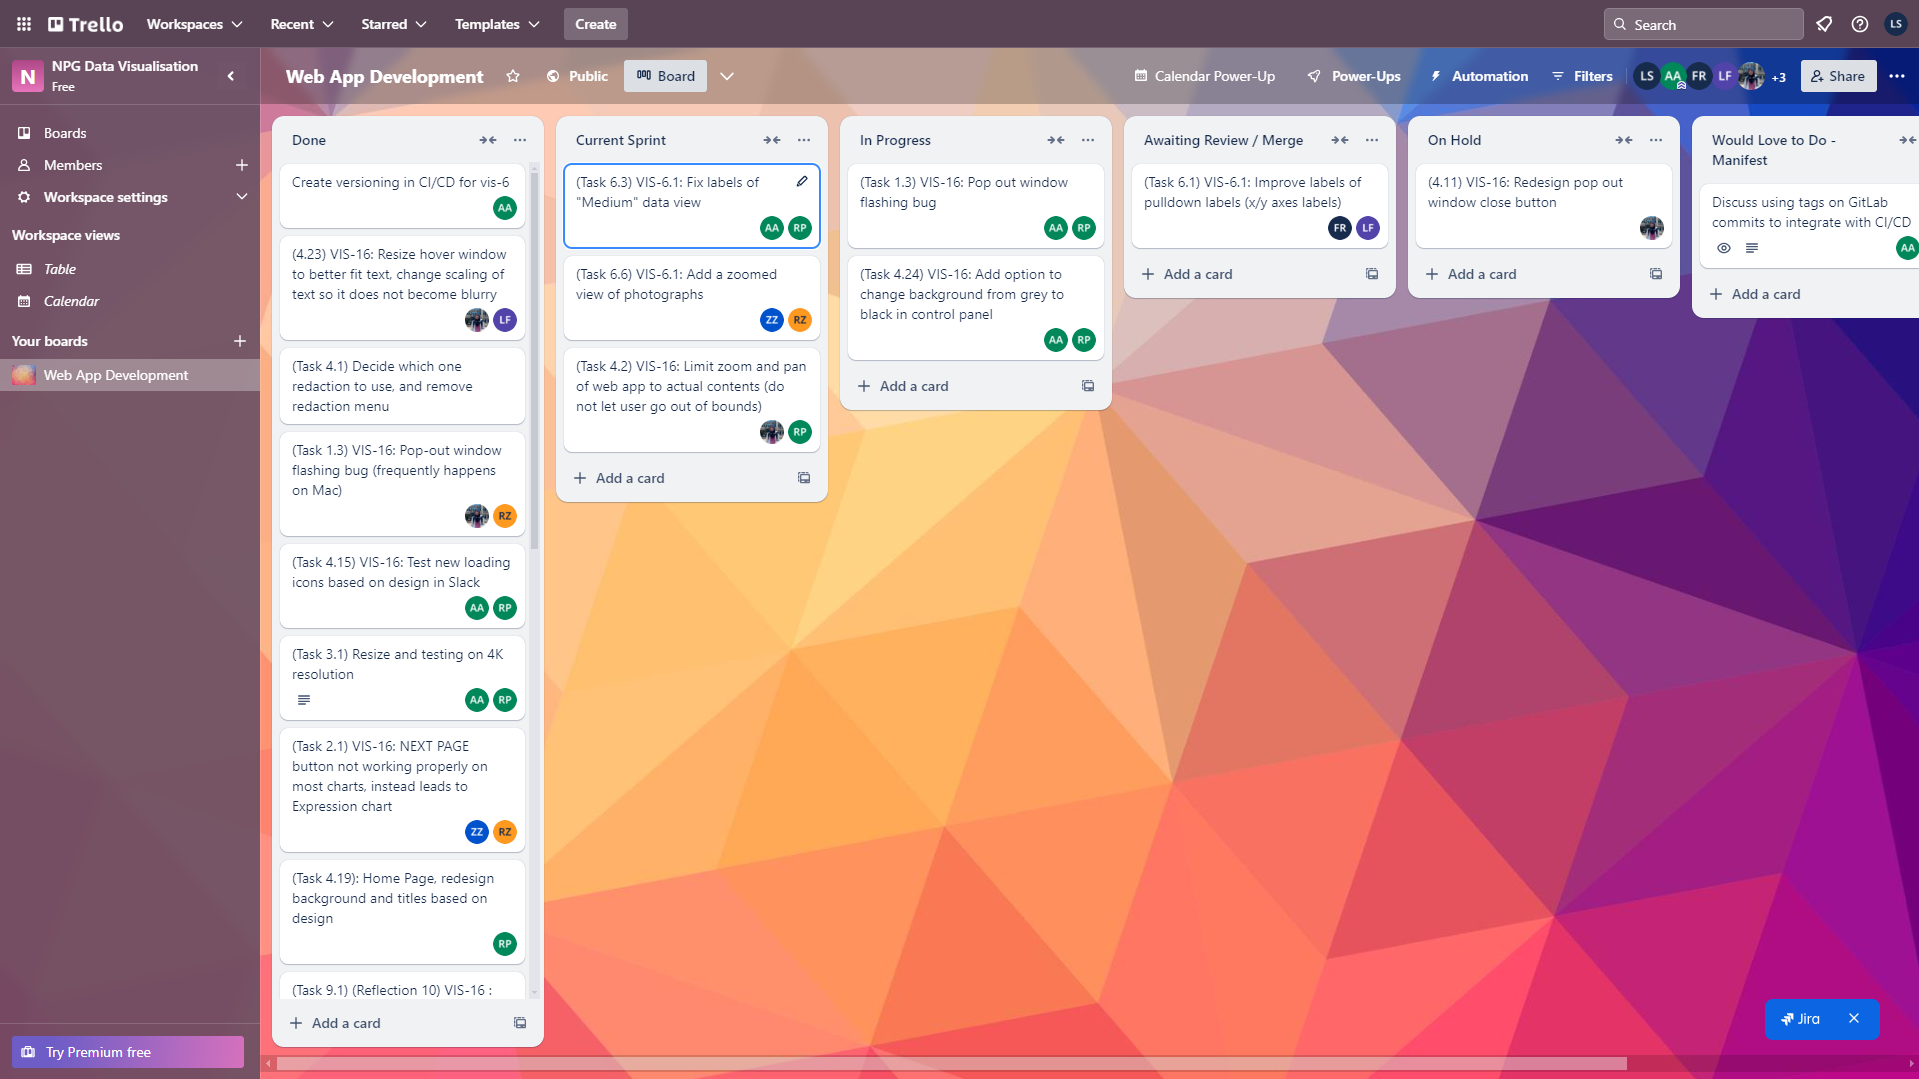 Trello
Workspaces
Recent
Starred
Templates
Create
Search
LS
N
NPG Data Visualisation
Free
Boards
Members
Workspace settings
Workspace views
Table
Calendar
Your boards
Web App Development
Try Premium free
Web App Development
Public
Board
Calendar Power-Up
Power-Ups
Automation
Filters
LS
AA
FR
LF
+3
Share
Done
Create versioning in CI/CD for vis-6
AA
(4.23) VIS-16: Resize hover window
to better fit text, change scaling of
text so it does not become blurry
LF
(Task 4.1) Decide which one
redaction to use, and remove
redaction menu
(Task 1.3) VIS-16: Pop-out window
flashing bug (frequently happens
on Mac)
RZ
(Task 4.15) VIS-16: Test new loading
icons based on design in Slack
AA RP
(Task 3.1) Resize and testing on 4K
resolution
AA RP
(Task 2.1) VIS-16: NEXT PAGE
button not working properly on
most charts, instead leads to
Expression chart
ZZ RZ
(Task 4.19): Home Page, redesign
background and titles based on
design
RP
(Task 9.1) (Reflection 10) VIS-16 :
Add a card
Current Sprint
(Task 6.3) VIS-6.1: Fix labels of
"Medium" data view
AA RP
(Task 6.6) VIS-6.1: Add a zoomed
view of photographs
ZZ RZ
(Task 4.2) VIS-16: Limit zoom and pan
of web app to actual contents (do
not let user go out of bounds)
RP
Add a card
In Progress
(Task 1.3) VIS-16: Pop out window
flashing bug
AA RP
(Task 4.24) VIS-16: Add option to
change background from grey to
black in control panel
AA RP
Add a card
Awaiting Review / Merge
(Task 6.1) VIS-6.1: Improve labels of
pulldown labels (x/y axes labels)
FR LF
Add a card
On Hold
(4.11) VIS-16: Redesign pop out
window close button
Add a card
Would Love to Do -
Manifest
Discuss using tags on GitLab
commits to integrate with CI/CD
AA
Add a card
Jira